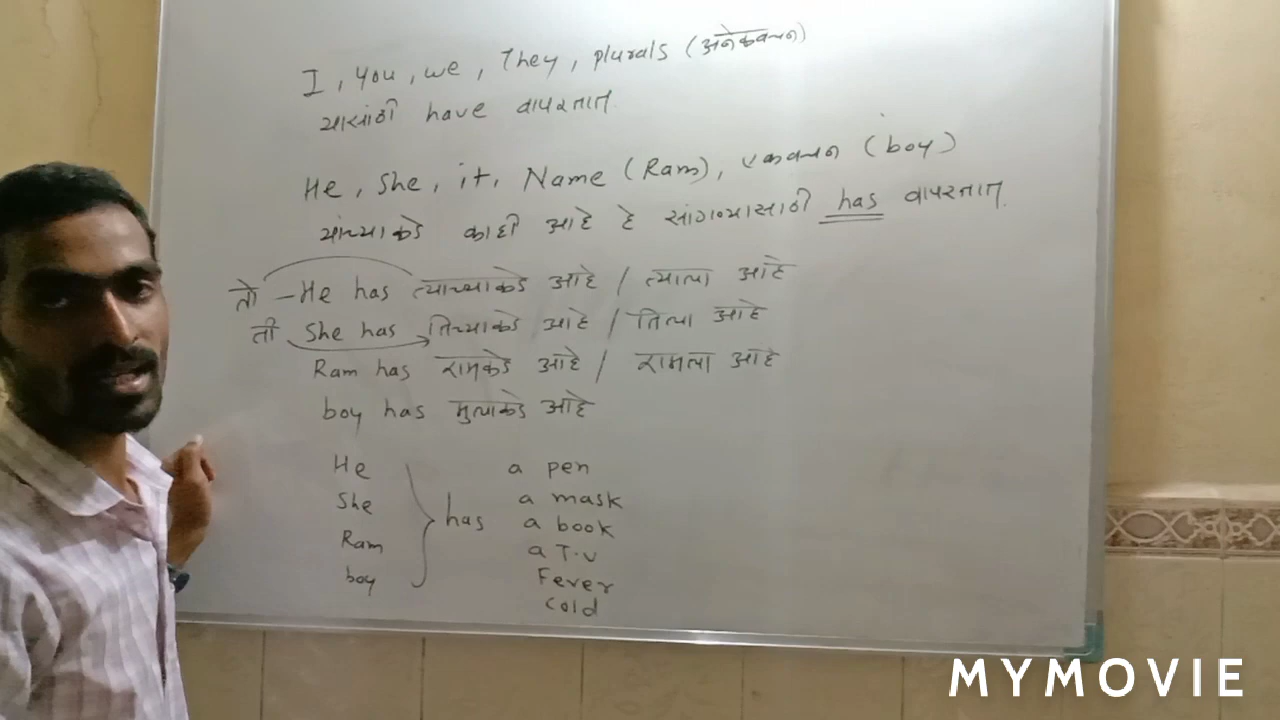 I, You, we, They, plurals (अनेकवचन)
यासाठी have वापरतात.
He, She, it, Name (Ram), एकवचन (boy)
यांच्याकडे काही आहे हे सांगण्यासाठी has वापरतात.
तो - He has त्याच्याकडे आहे / त्याला आहे
ती She has तिच्याकडे आहे / तिला आहे
Ram has रामकडे आहे / रामला आहे
boy has मुलाकडे आहे
He
She
Ram
boy
has
a pen
a mask
a book
a T.V
Fever
cold
MYMOVIE